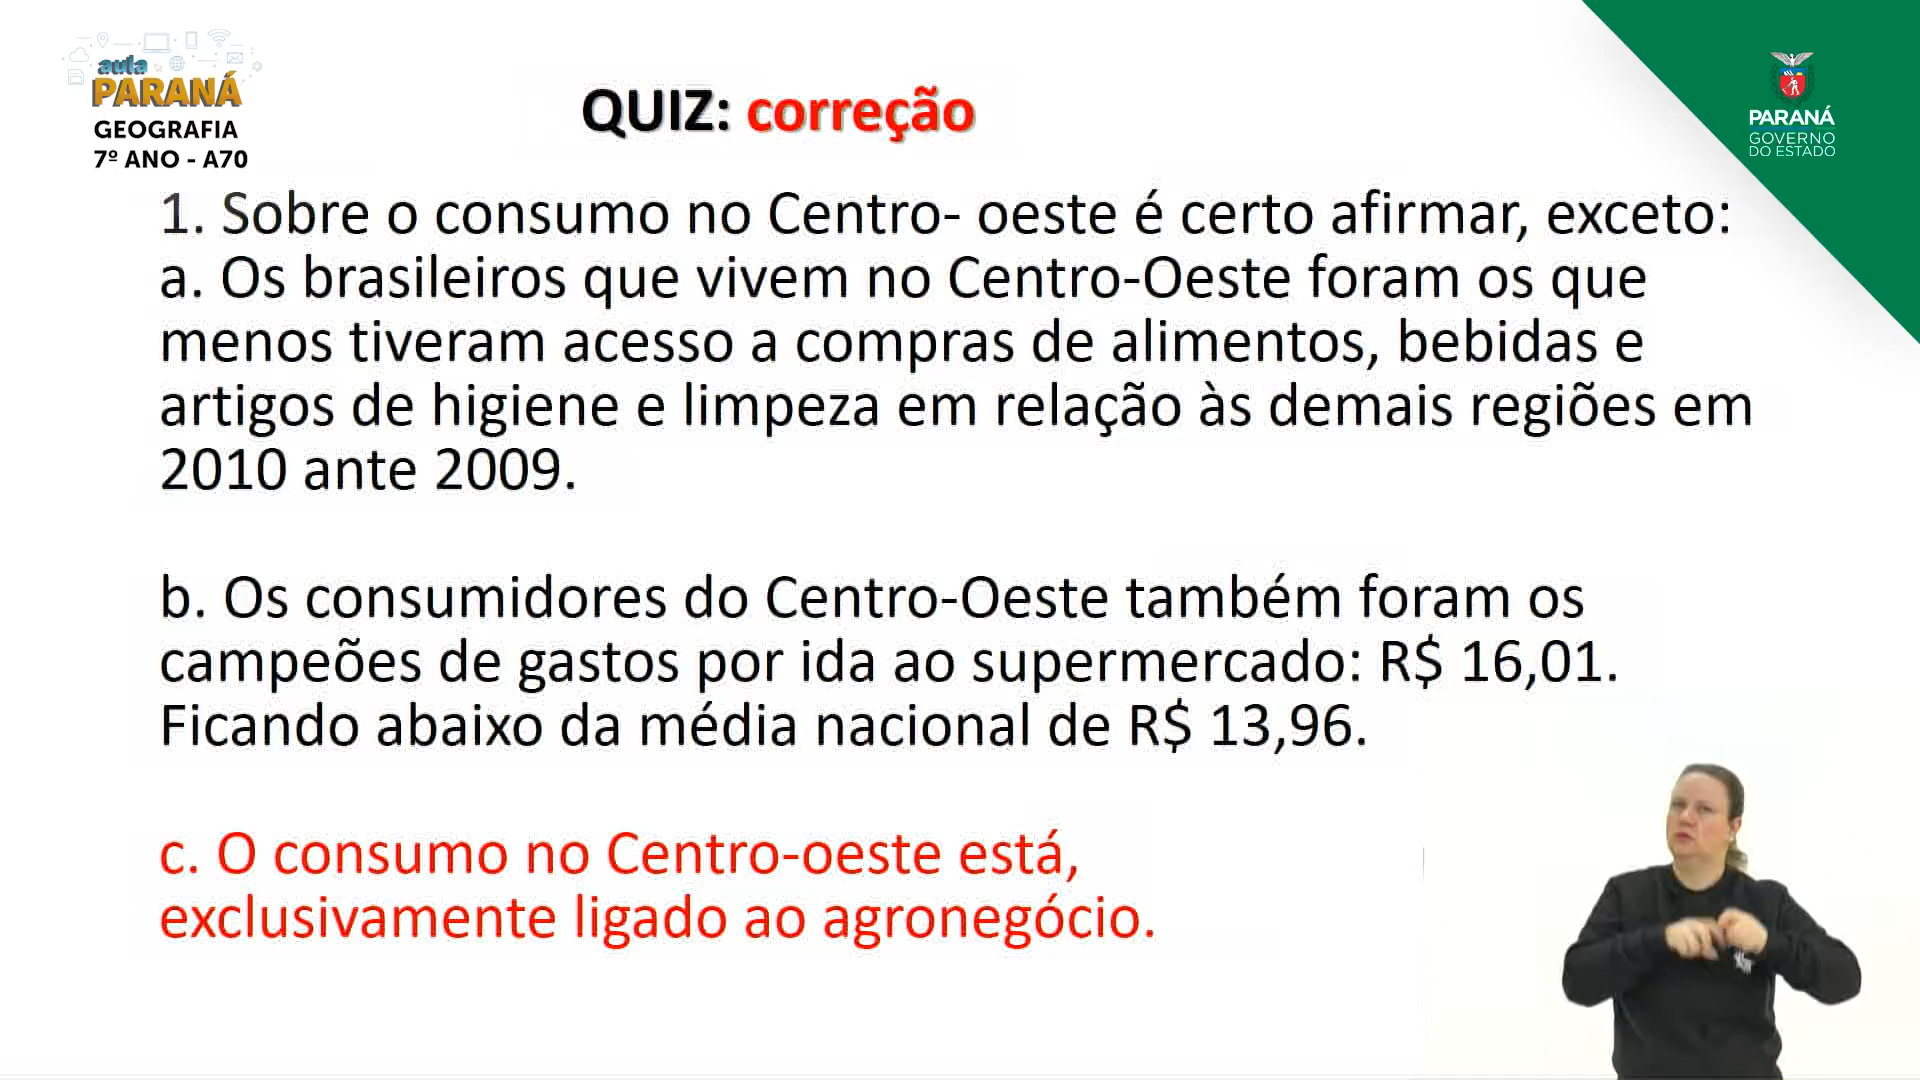 aula
PARANÁ
GEOGRAFIA
7º ANO - A70
QUIZ: correção
PARANÁ
GOVERNO
DO ESTADO
1. Sobre o consumo no Centro- oeste é certo afirmar, exceto:
a. Os brasileiros que vivem no Centro-Oeste foram os que
menos tiveram acesso a compras de alimentos, bebidas e
artigos de higiene e limpeza em relação às demais regiões em
2010 ante 2009.
b. Os consumidores do Centro-Oeste também foram os
campeões de gastos por ida ao supermercado: R$ 16,01.
Ficando abaixo da média nacional de R$ 13,96.
c. O consumo no Centro-oeste está,
exclusivamente ligado ao agronegócio.